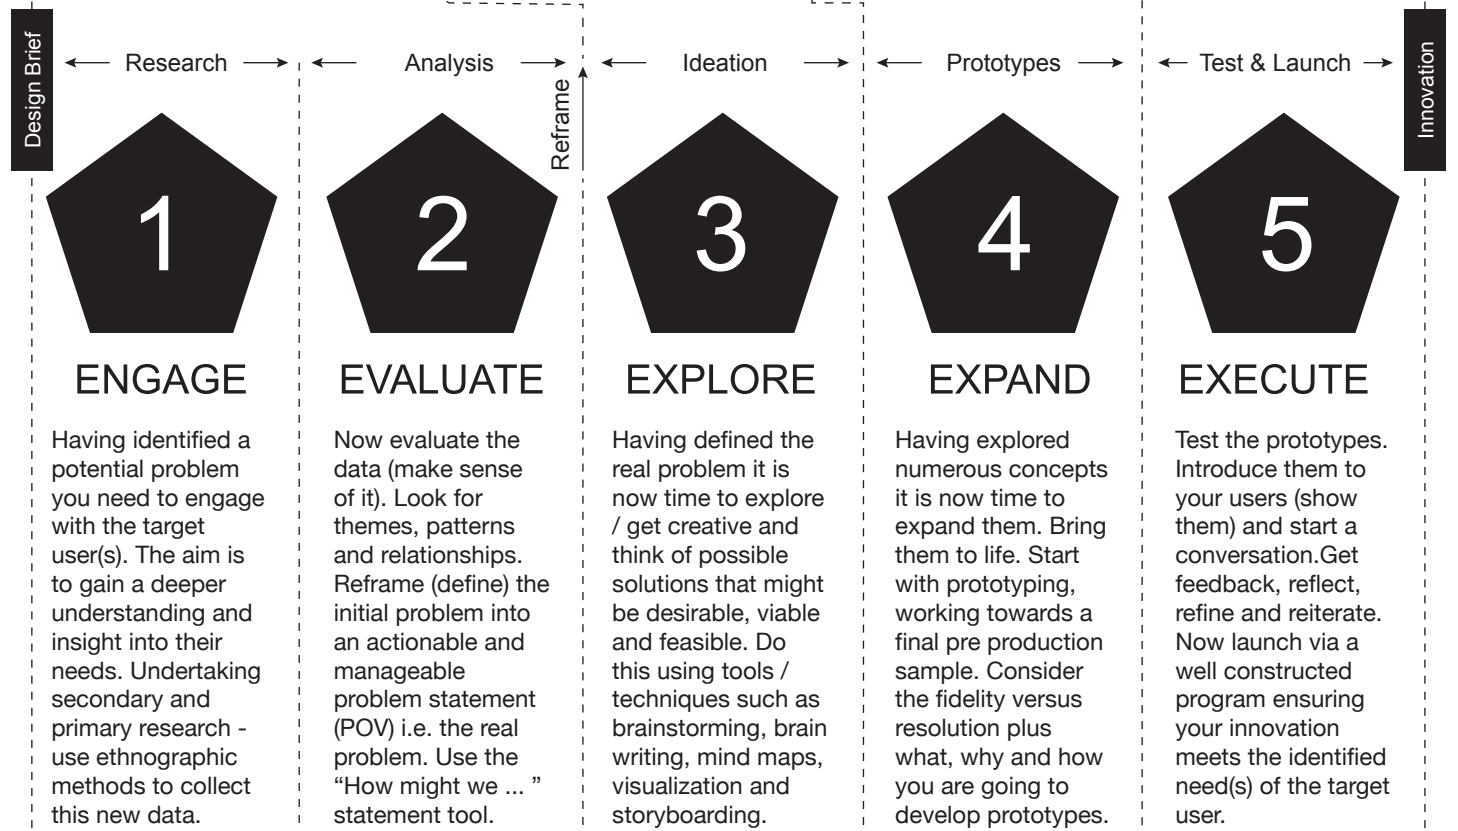 Design Brief
Research
Analysis
Reframe
Ideation
Prototypes
Test & Launch
Innovation
1
2
3
4
5
ENGAGE
Having identified a
potential problem
you need to engage
with the target
user(s). The aim is
to gain a deeper
understanding and
insight into their
needs. Undertaking
secondary and
primary research -
use ethnographic
methods to collect
this new data.
EVALUATE
Now evaluate the
data (make sense
of it). Look for
themes, patterns
and relationships.
Reframe (define) the
initial problem into
an actionable and
manageable
problem statement
(POV) i.e. the real
problem. Use the
“How might we ... ”
statement tool.
EXPLORE
Having defined the
real problem it is
now time to explore
/ get creative and
think of possible
solutions that might
be desirable, viable
and feasible. Do
this using tools /
techniques such as
brainstorming, brain
writing, mind maps,
visualization and
storyboarding.
EXPAND
Having explored
numerous concepts
it is now time to
expand them. Bring
them to life. Start
with prototyping,
working towards a
final pre production
sample. Consider
the fidelity versus
resolution plus
what, why and how
you are going to
develop prototypes.
EXECUTE
Test the prototypes.
Introduce them to
your users (show
them) and start a
conversation.Get
feedback, reflect,
refine and reiterate.
Now launch via a
well constructed
program ensuring
your innovation
meets the identified
need(s) of the target
user.